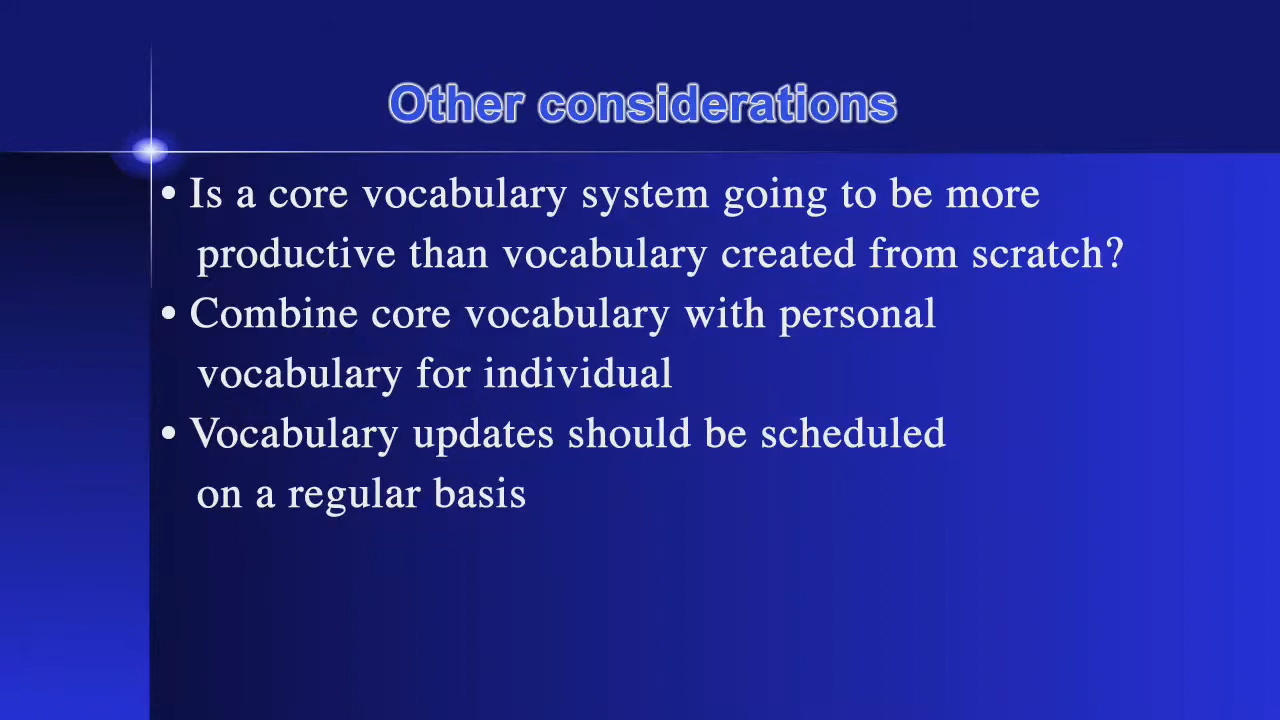 Other considerations
• Is a core vocabulary system going to be more
productive than vocabulary created from scratch?
• Combine core vocabulary with personal
vocabulary for individual
• Vocabulary updates should be scheduled
on a regular basis